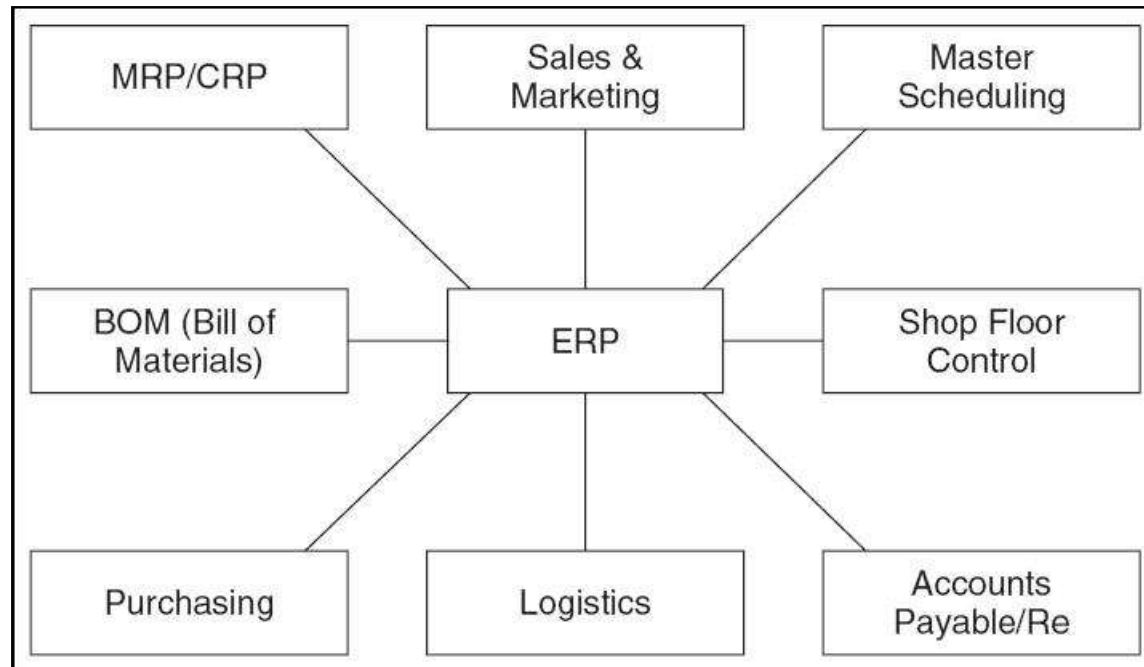 MRP/CRP
Sales &
Marketing
Master
Scheduling
BOM (Bill of
Materials)
ERP
Shop Floor
Control
Purchasing
Logistics
Accounts
Payable/Re